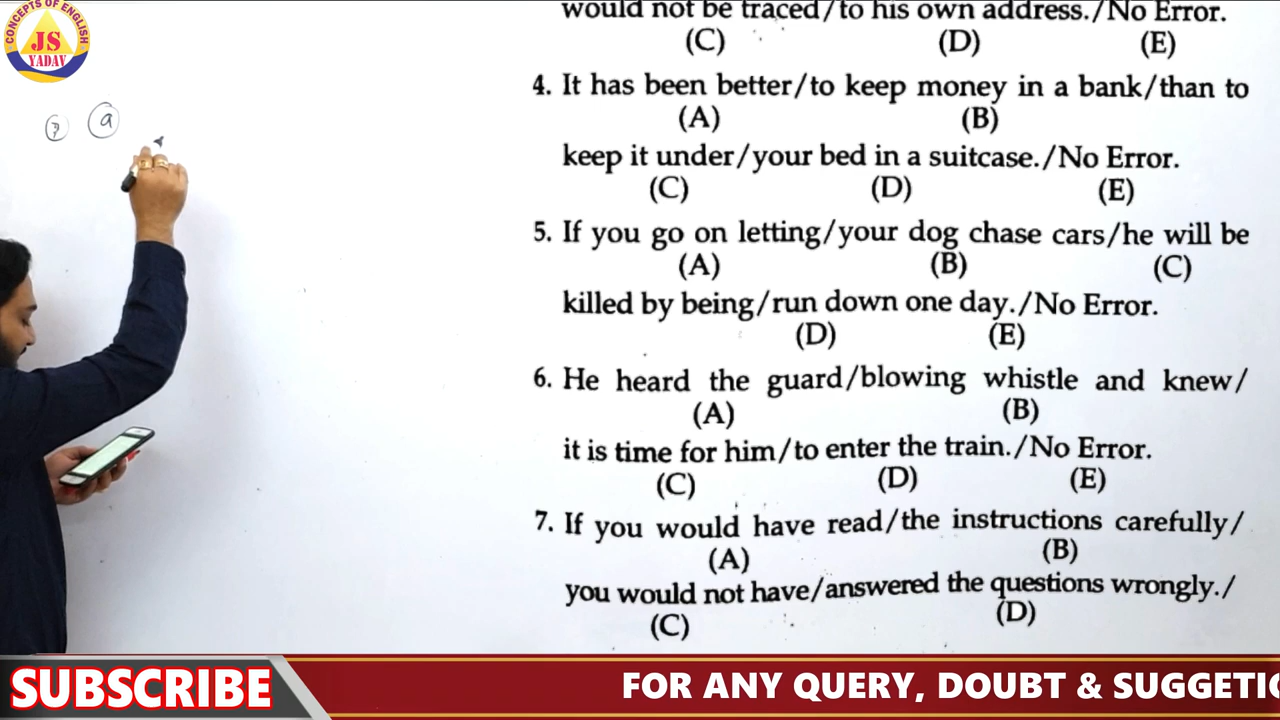 CONCEPTS OF ENGLISH
JS
YADAV
7 a
would not be traced/to his own address./No Error.
(C) (D) (E)
4. It has been better/to keep money in a bank/than to
(A) (B)
keep it under/your bed in a suitcase./No Error.
(C) (D) (E)
5. If you go on letting/your dog chase cars/he will be
(A) (B) (C)
killed by being/run down one day./No Error.
(D) (E)
6. He heard the guard/blowing whistle and knew/
(A) (B)
it is time for him/to enter the train./No Error.
(C) (D) (E)
7. If you would have read/the instructions carefully/
(A) (B)
you would not have/answered the questions wrongly./
(C) (D)
SUBSCRIBE
FOR ANY QUERY, DOUBT & SUGGETIO